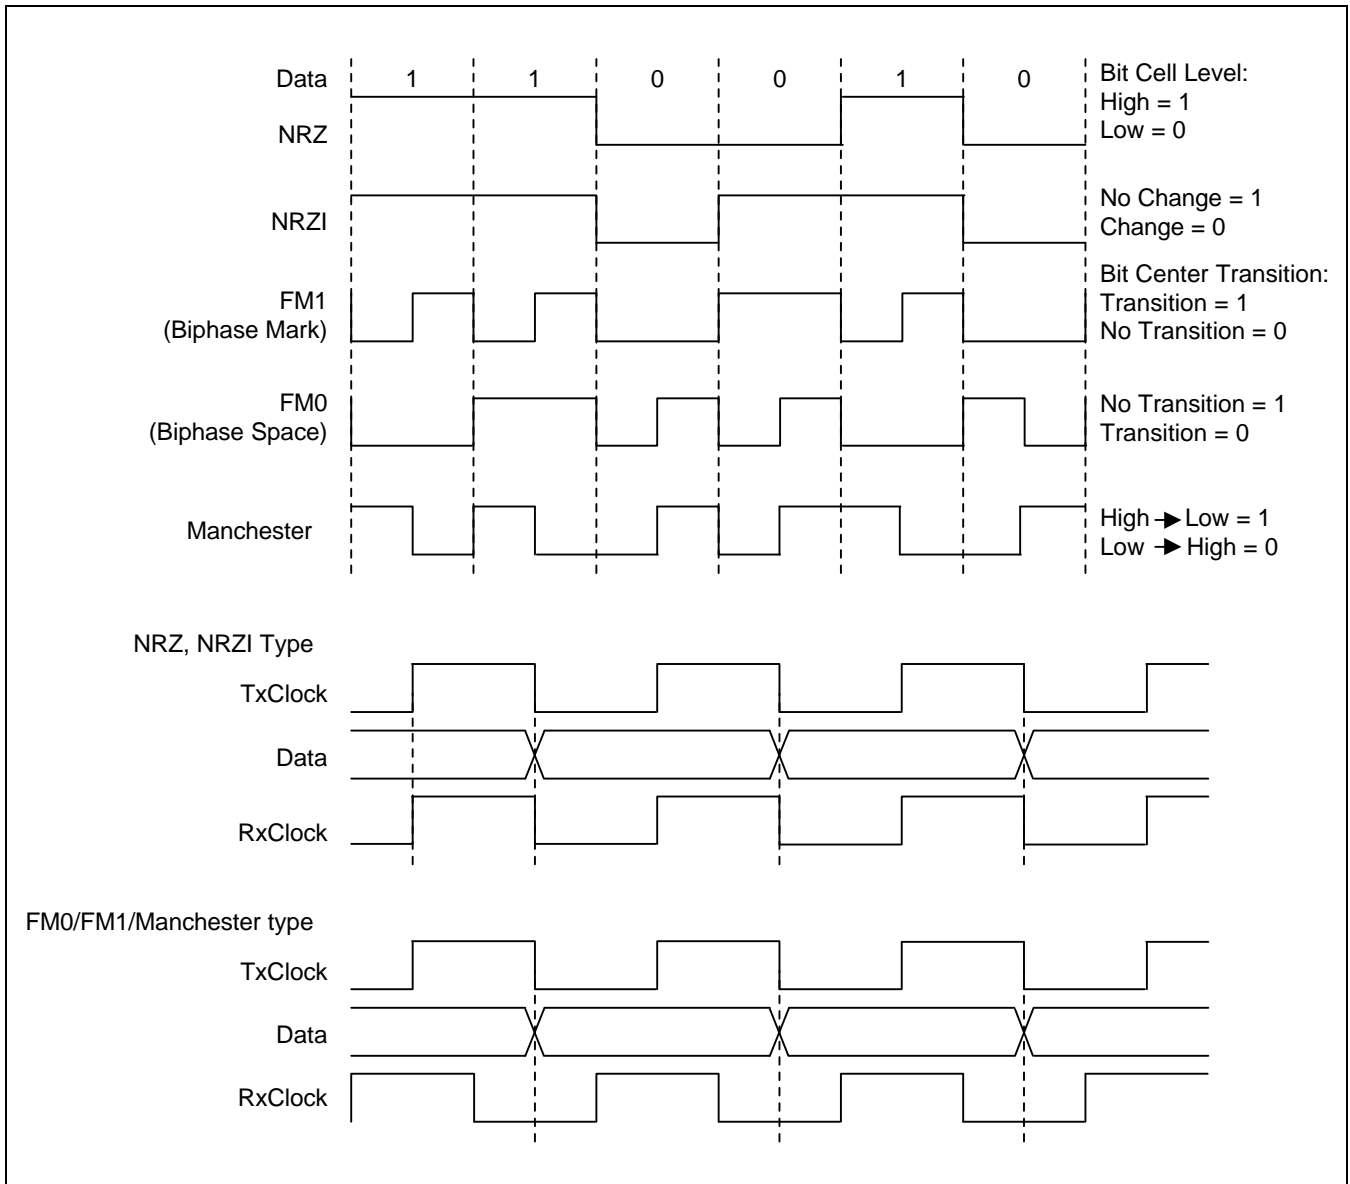 Data 1 1 0 0 1 0 Bit Cell Level:
High = 1
NRZ Low = 0
NRZI No Change = 1
Change = 0
Bit Center Transition:
FM1 Transition = 1
(Biphase Mark) No Transition = 0
FM0 No Transition = 1
(Biphase Space) Transition = 0
Manchester High → Low = 1
Low → High = 0
NRZ, NRZI Type
TxClock
Data
RxClock
FM0/FM1/Manchester type
TxClock
Data
RxClock